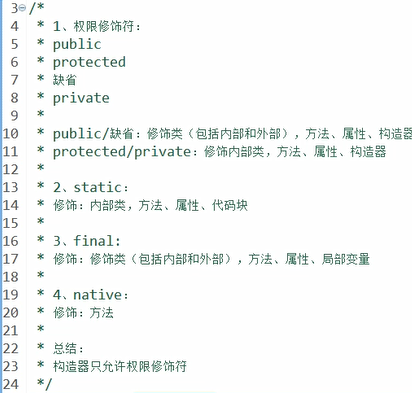 3 /*
4 * 1、权限修饰符：
5 * public
6 * protected
7 * 缺省
8 * private
9 *
10 * public/缺省：修饰类（包括内部和外部），方法、属性、构造器
11 * protected/private：修饰内部类，方法、属性、构造器
12 *
13 * 2、static：
14 * 修饰：内部类，方法、属性、代码块
15 *
16 * 3、final：
17 * 修饰：修饰类（包括内部和外部），方法、属性、局部变量
18 *
19 * 4、native：
20 * 修饰：方法
21 *
22 * 总结：
23 * 构造器只允许权限修饰符
24 */